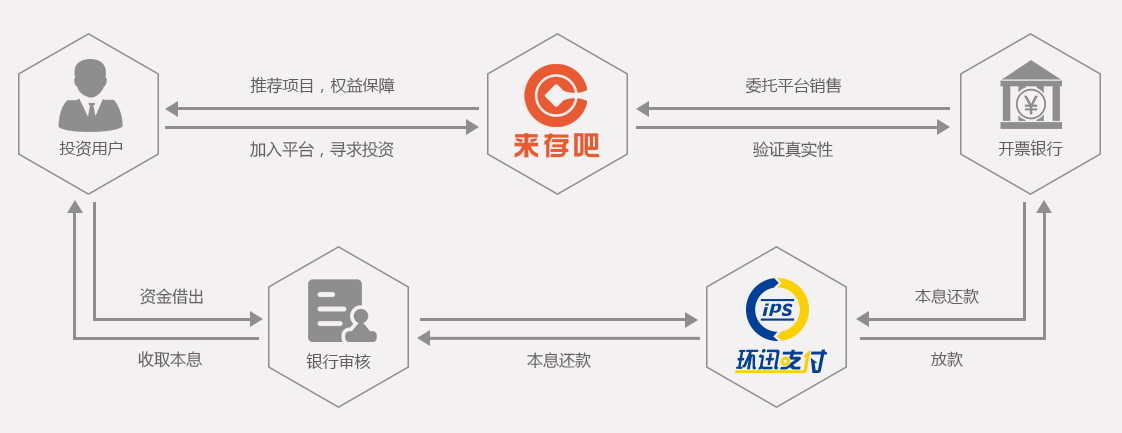 推荐项目，权益保障
委托平台销售
¥
投资用户
加入平台，寻求投资
来存吧
验证真实性
开票银行
资金借出
iPS
本息还款
收取本息
银行审核
本息还款
环迅支付
放款